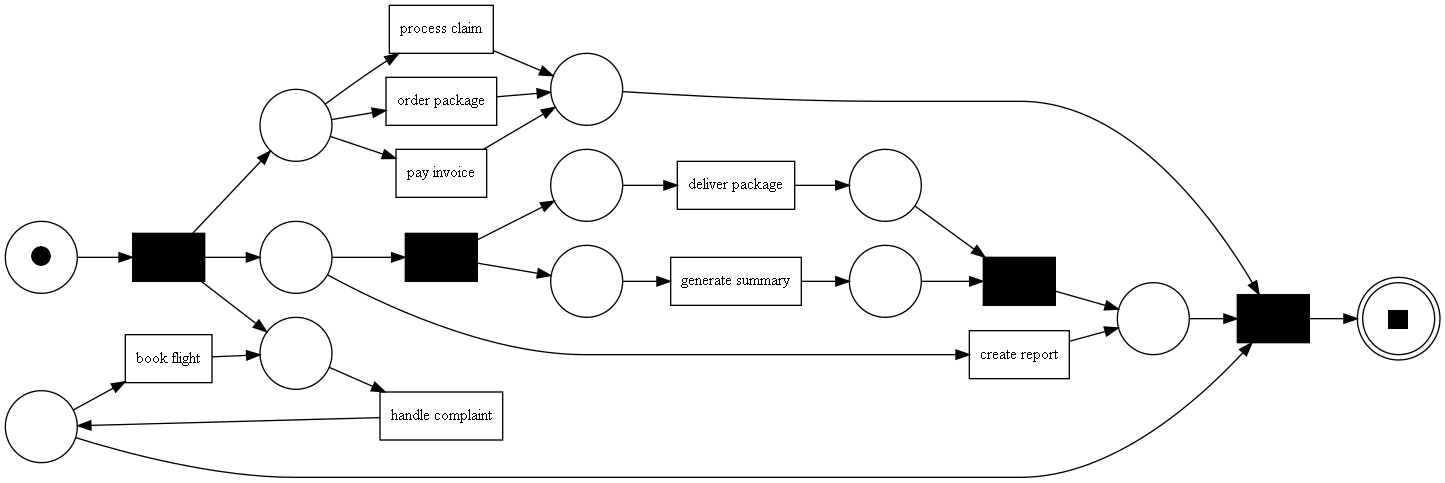 process claim
order package
pay invoice
deliver package
generate summary
book flight
create report
handle complaint